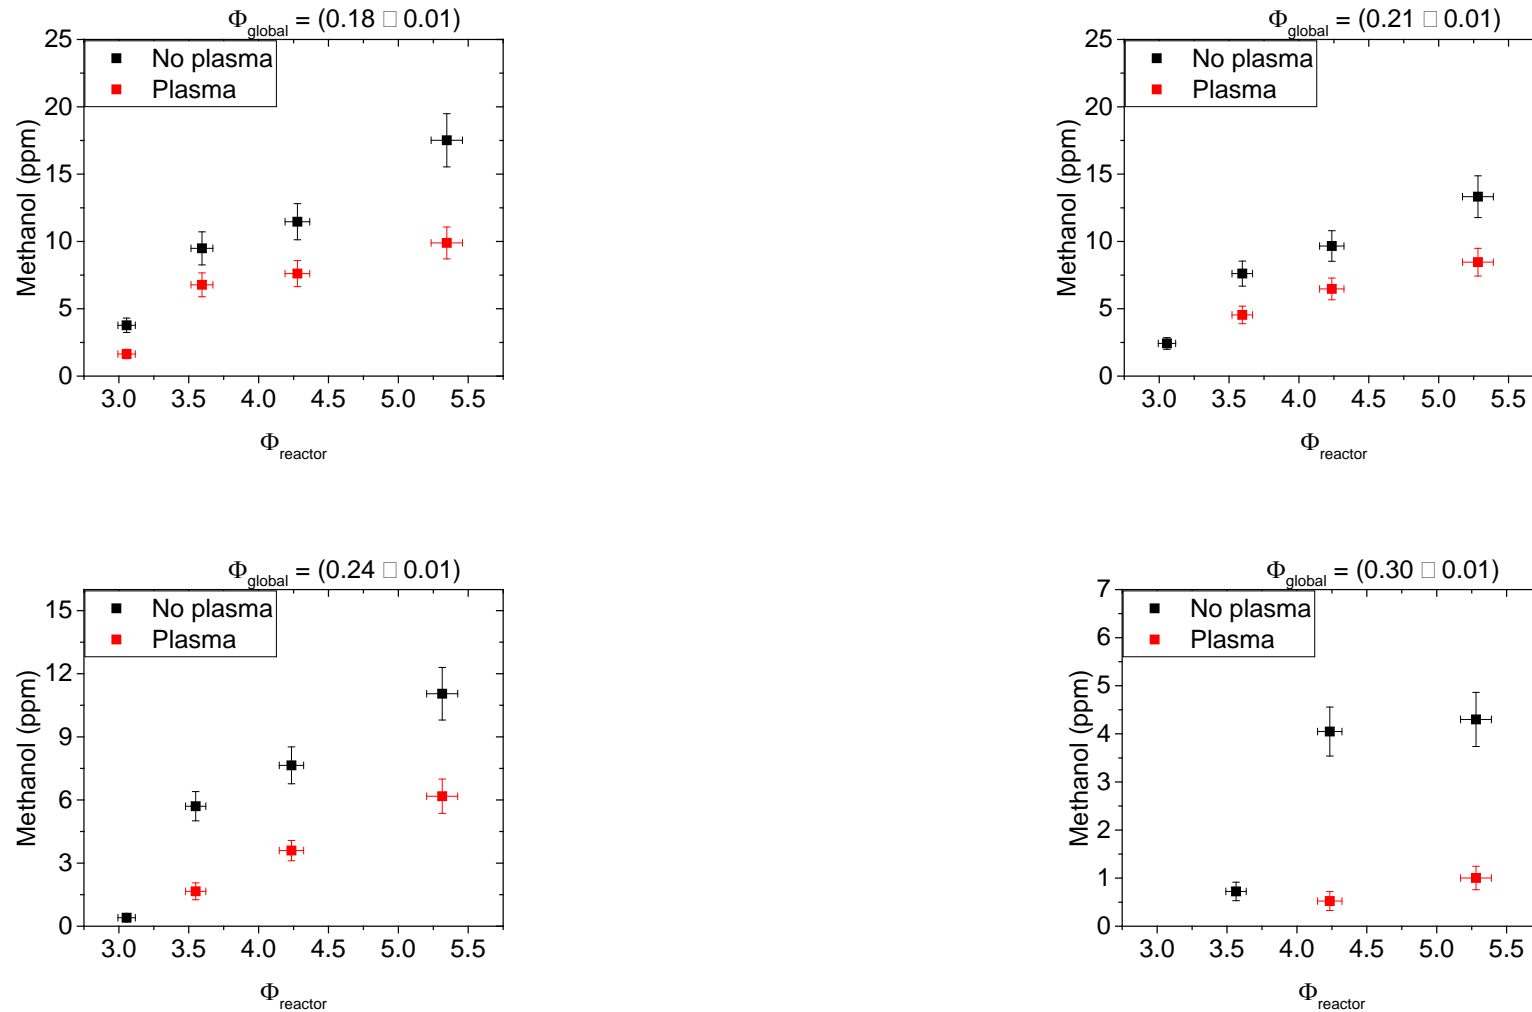 Φglobal = (0.18 □ 0.01)
No plasma
Plasma
Methanol (ppm)
25
20
15
10
5
0
3.0 3.5 4.0 4.5 5.0 5.5
Φreactor
Φglobal = (0.21 □ 0.01)
No plasma
Plasma
Methanol (ppm)
25
20
15
10
5
0
3.0 3.5 4.0 4.5 5.0 5.5
Φreactor
Φglobal = (0.24 □ 0.01)
No plasma
Plasma
Methanol (ppm)
15
12
9
6
3
0
3.0 3.5 4.0 4.5 5.0 5.5
Φreactor
Φglobal = (0.30 □ 0.01)
No plasma
Plasma
Methanol (ppm)
7
6
5
4
3
2
1
0
3.0 3.5 4.0 4.5 5.0 5.5
Φreactor